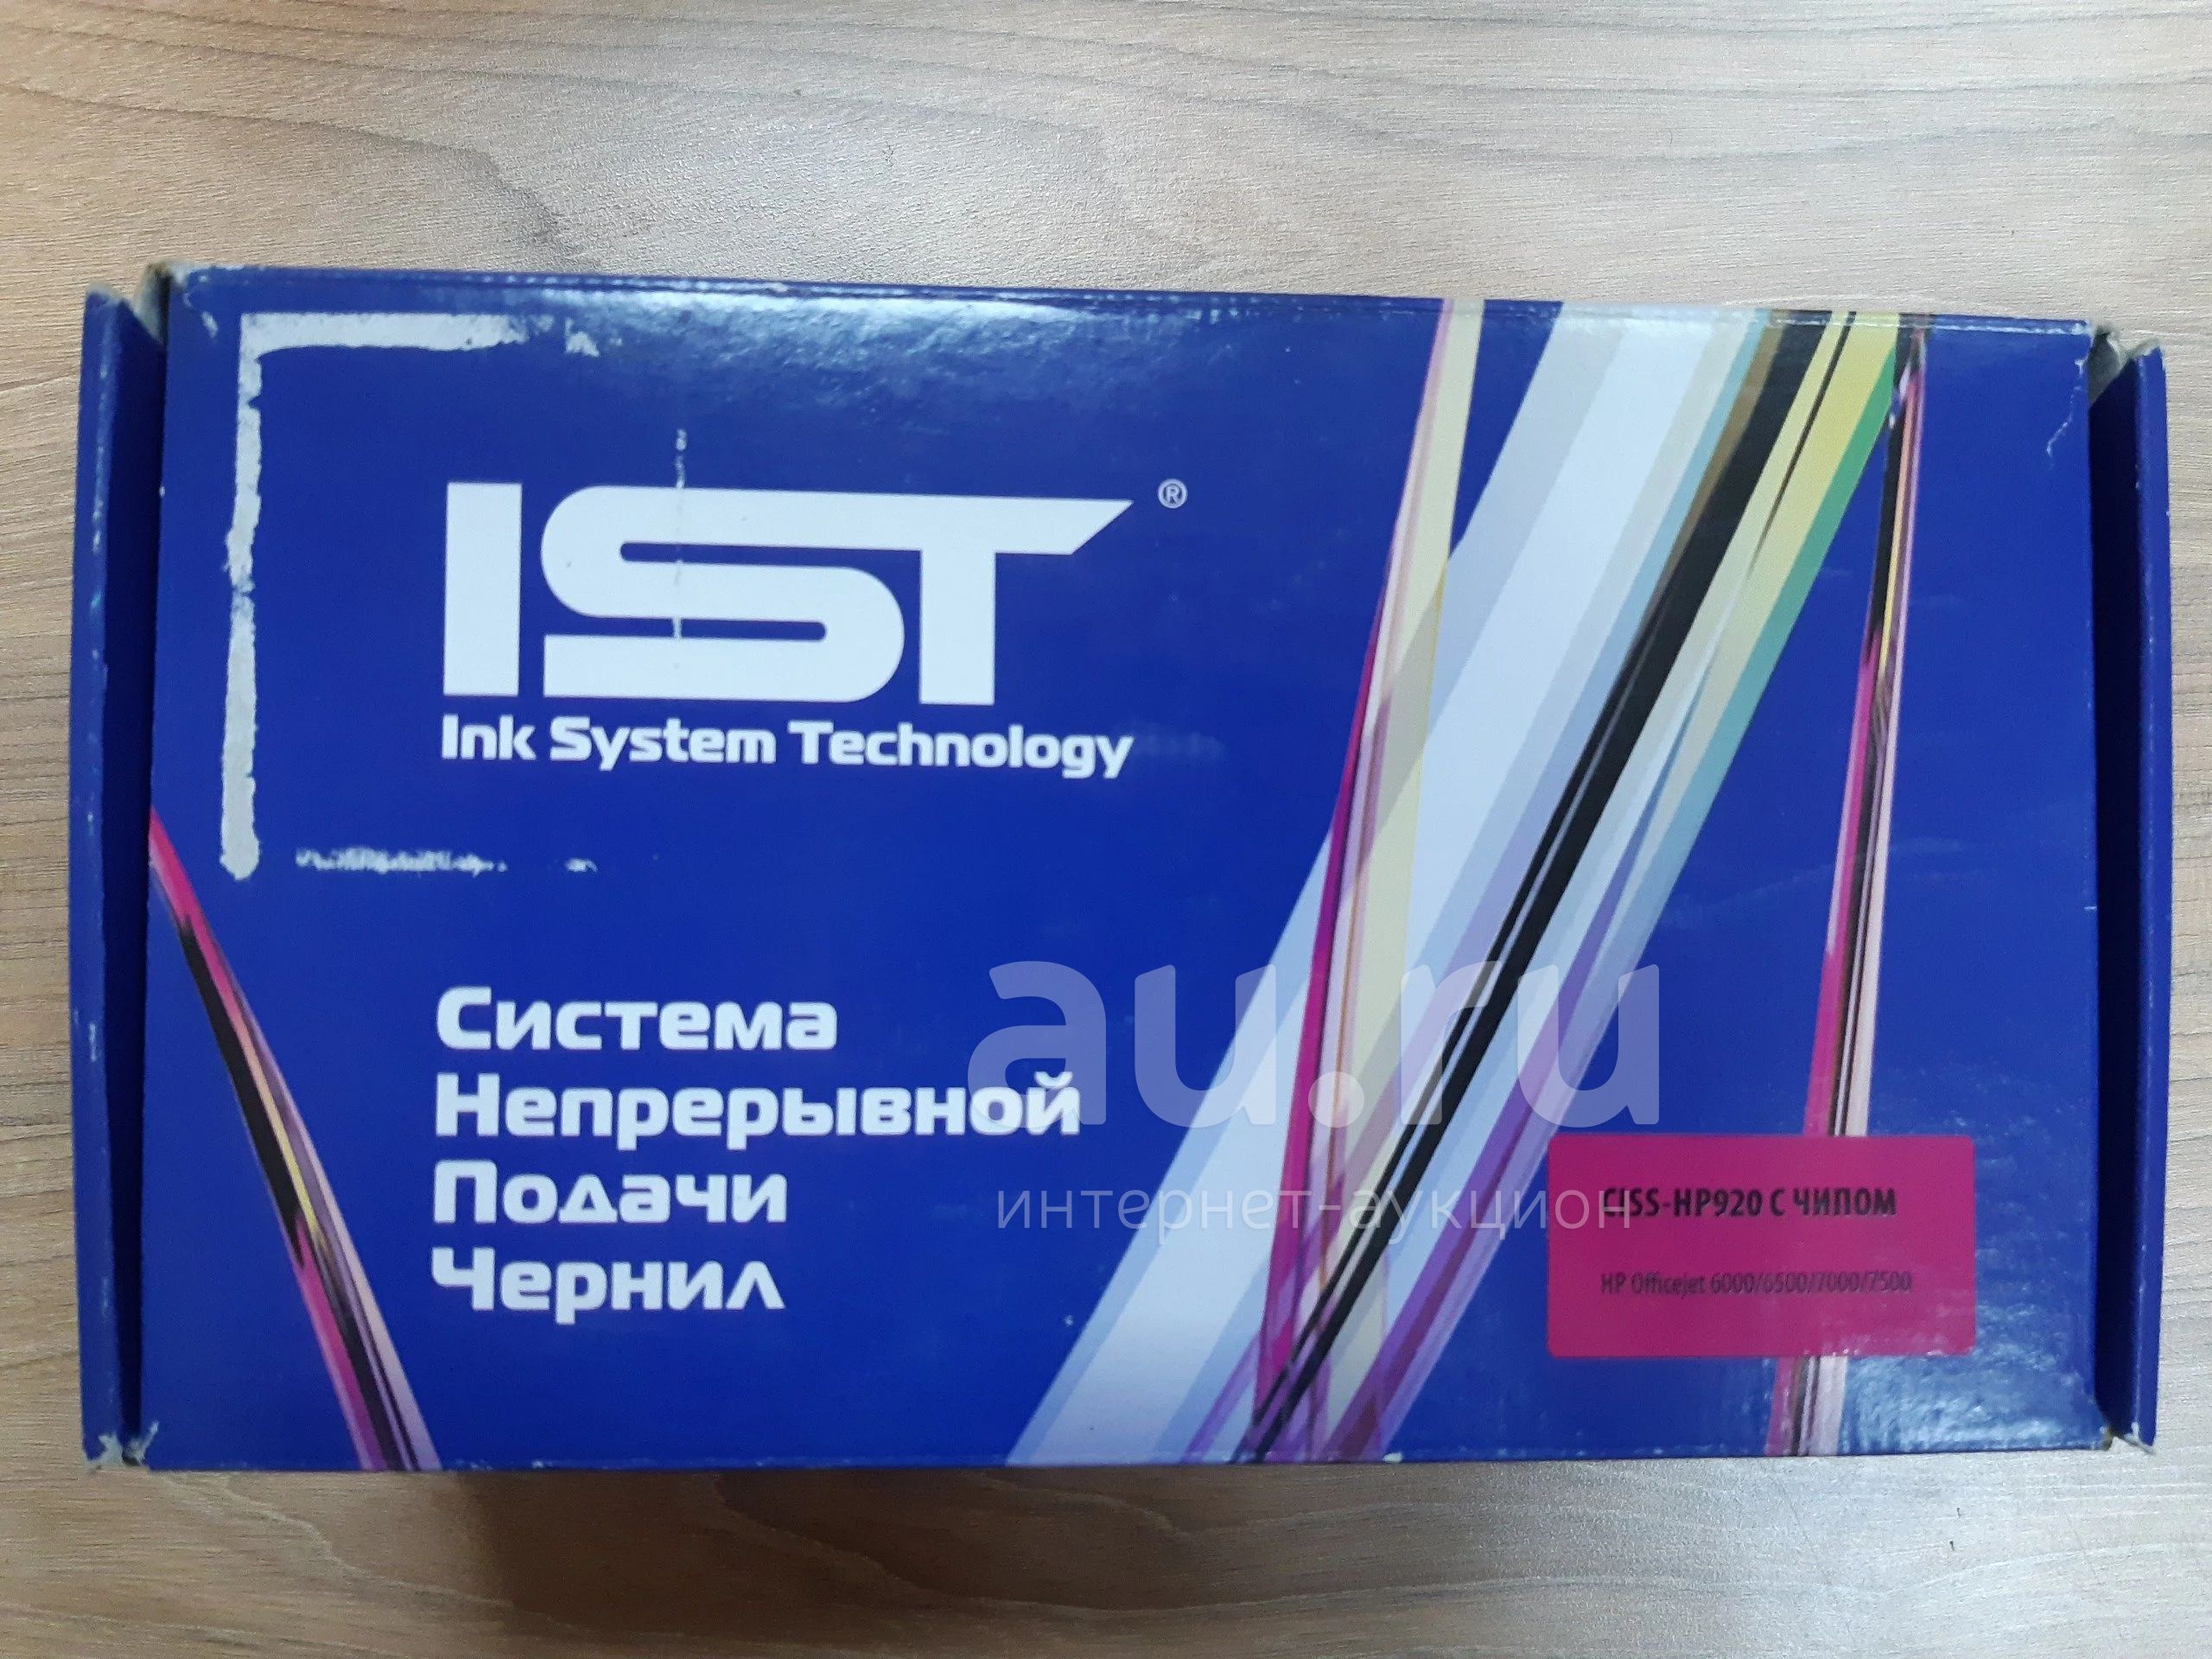 IST®
Ink System Technology
Система
Непрерывной
Подачи
Чернил
au.ru
интернет-аукцион
CISS-HP920 С ЧИПОМ
HP Officejet 6000/6500/7000/7500